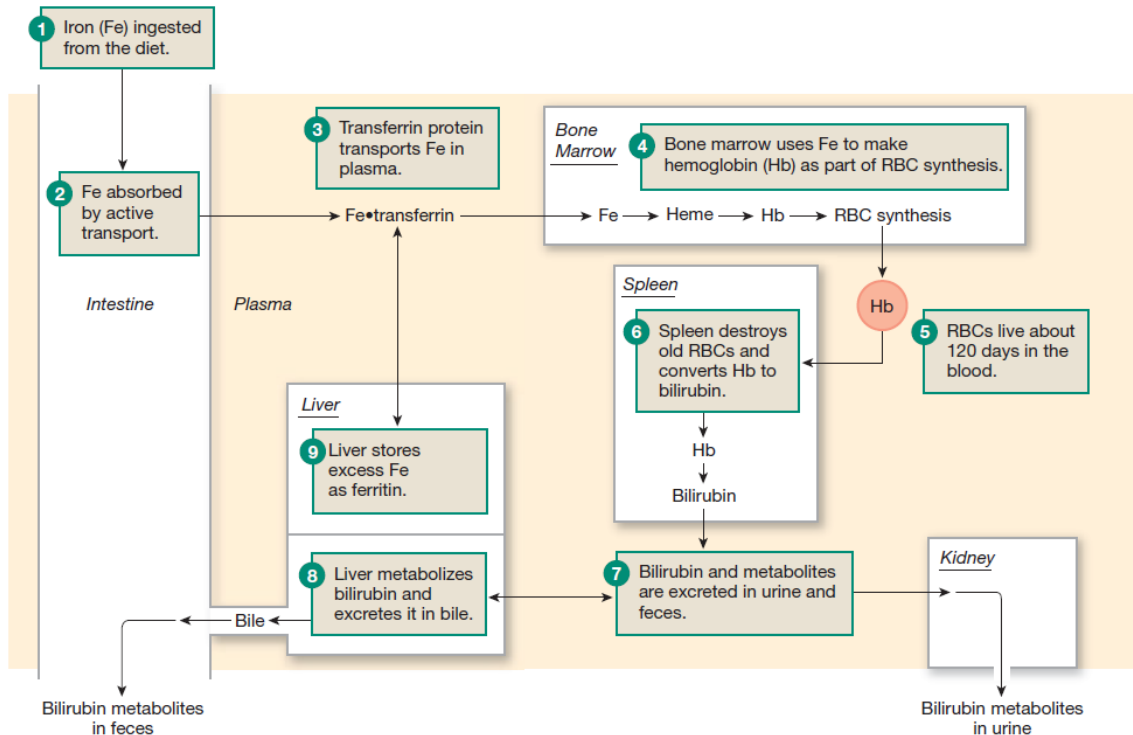 1
Iron (Fe) ingested
from the diet.
2
Fe absorbed
by active
transport.
3
Transferrin protein
transports Fe in
plasma.
Bone
Marrow
4
Bone marrow uses Fe to make
hemoglobin (Hb) as part of RBC synthesis.
Fe•transferrin
Fe
Heme
Hb
RBC synthesis
Intestine
Plasma
Hb
5
RBCs live about
120 days in the
blood.
Spleen
6
Spleen destroys
old RBCs and
converts Hb to
bilirubin.
Hb
Bilirubin
7
Bilirubin and metabolites
are excreted in urine and
feces.
Liver
9
Liver stores
excess Fe
as ferritin.
8
Liver metabolizes
bilirubin and
excretes it in bile.
Bile
Kidney
Bilirubin metabolites
in feces
Bilirubin metabolites
in urine